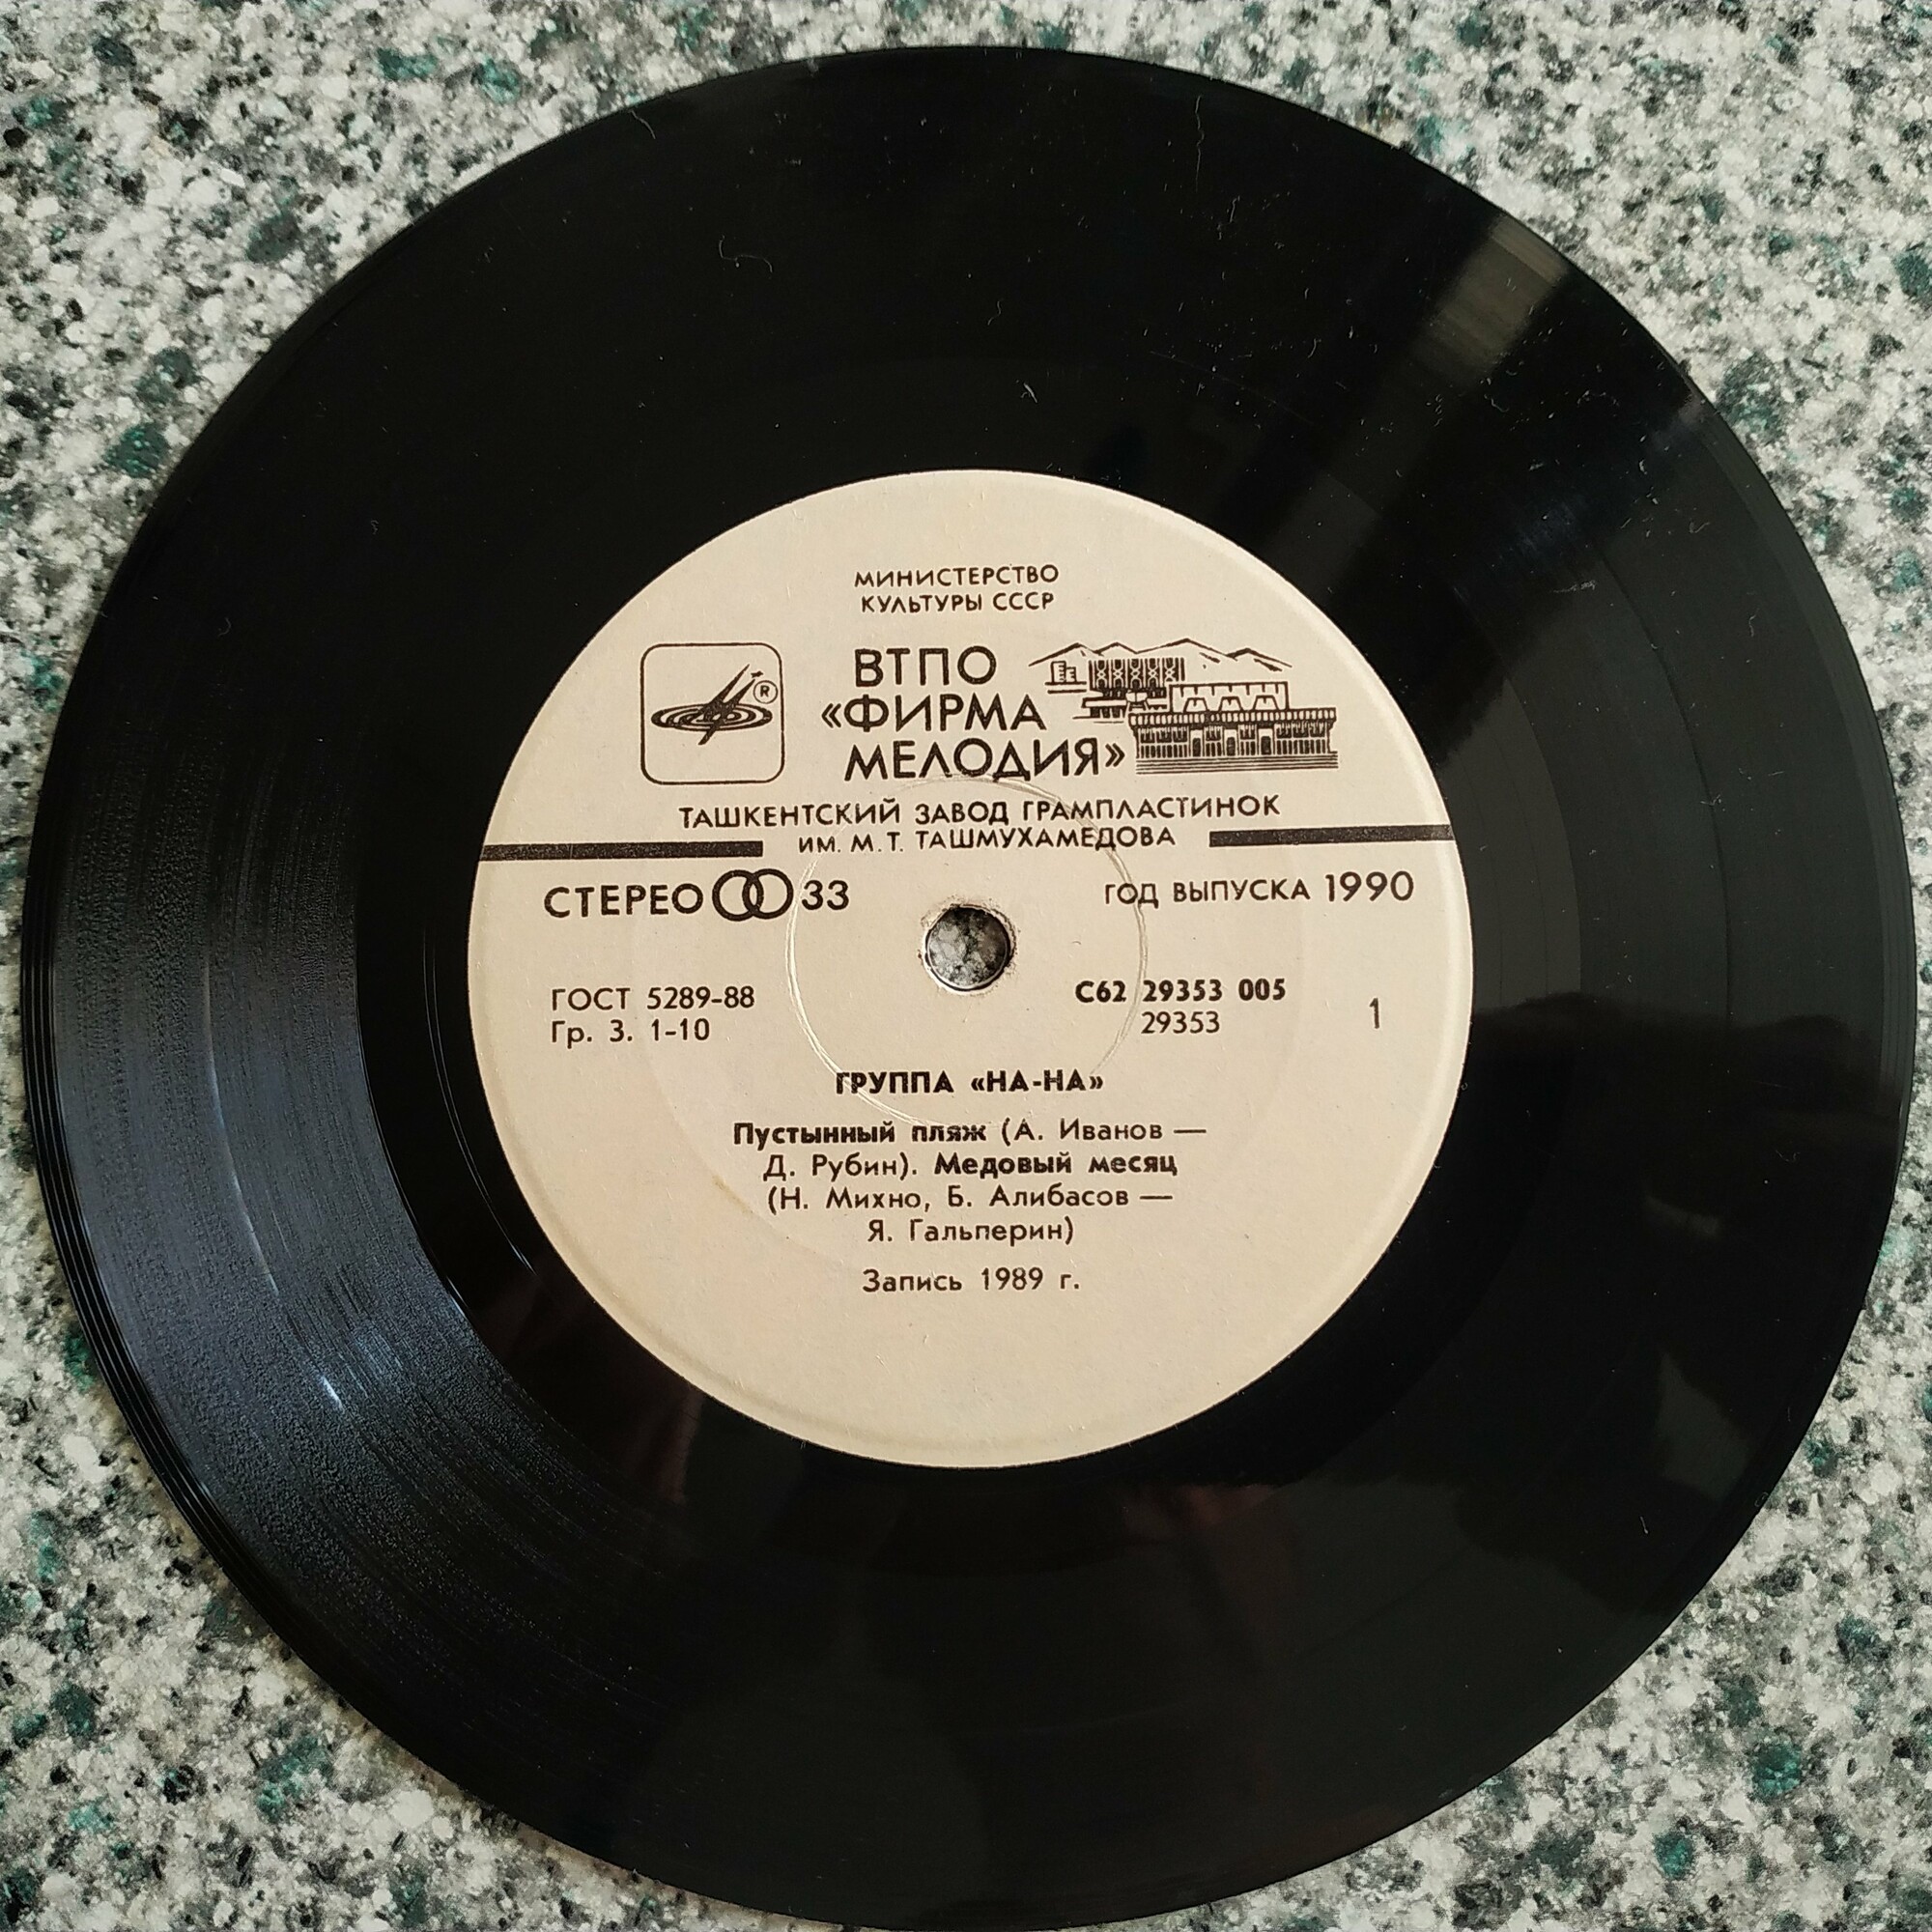 МИНИСТЕРСТВО
КУЛЬТУРЫ СССР
ВТПО
«ФИРМА
МЕЛОДИЯ»
®
ТАШКЕНТСКИЙ ЗАВОД ГРАМПЛАСТИНОК
ИМ. М.Т. ТАШМУХАМЕДОВА
СТЕРЕО 33
ГОД ВЫПУСКА 1990
ГОСТ 5289-88
Гр. 3. 1-10
С62 29353 005
29353
1
ГРУППА «НА-НА»
Пустынный пляж (А. Иванов —
Д. Рубин). Медовый месяц
(Н. Михно, Б. Алибасов —
Я. Гальперин)
Запись 1989 г.